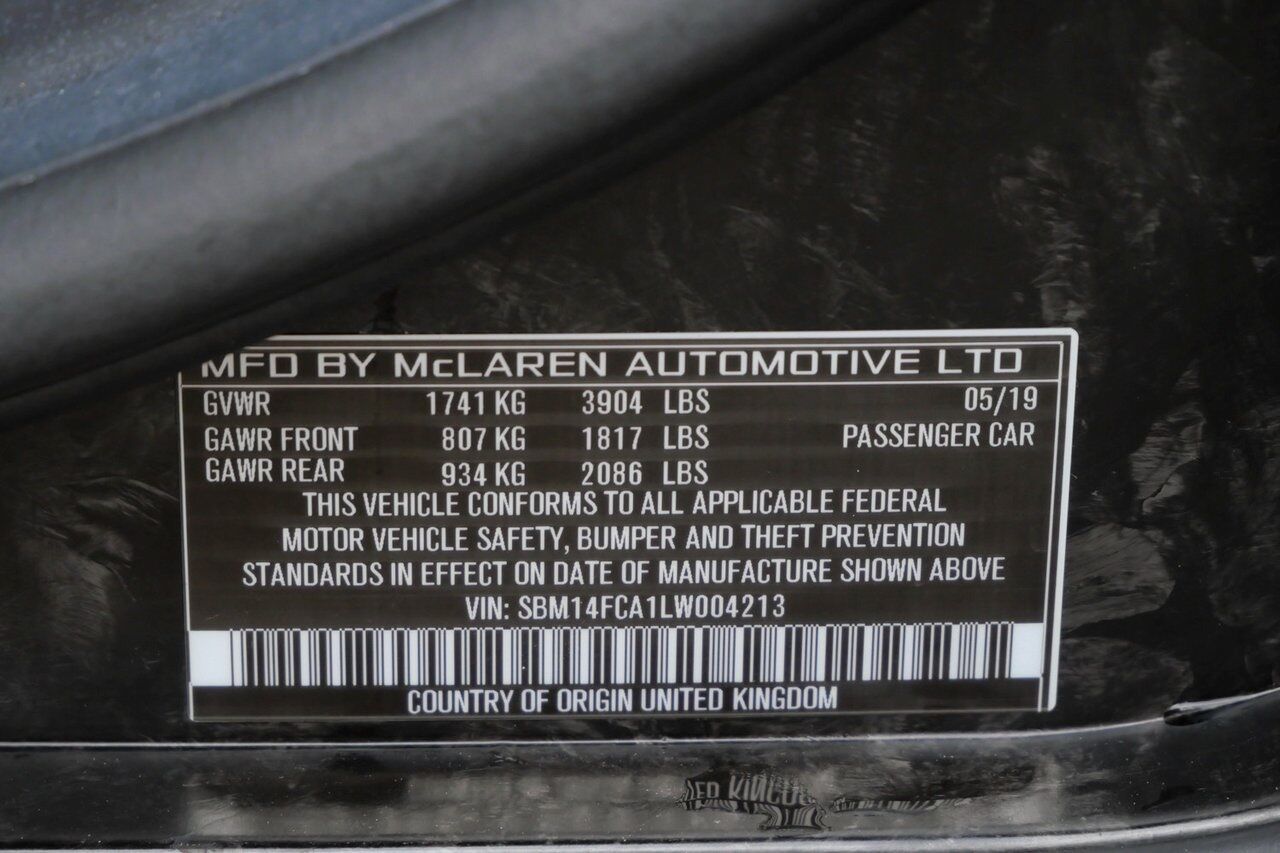 MFD BY McLAREN AUTOMOTIVE LTD
GVWR 1741 KG 3904 LBS 05/19
GAWR FRONT 807 KG 1817 LBS PASSENGER CAR
GAWR REAR 934 KG 2086 LBS
THIS VEHICLE CONFORMS TO ALL APPLICABLE FEDERAL
MOTOR VEHICLE SAFETY, BUMPER AND THEFT PREVENTION
STANDARDS IN EFFECT ON DATE OF MANUFACTURE SHOWN ABOVE
VIN: SBM14FCA1LW004213
COUNTRY OF ORIGIN UNITED KINGDOM